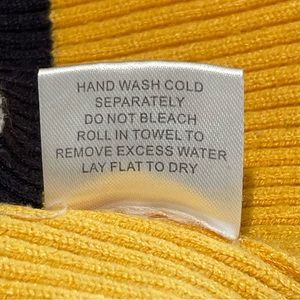 HAND WASH COLD
SEPARATELY
DO NOT BLEACH
ROLL IN TOWEL TO
REMOVE EXCESS WATER
LAY FLAT TO DRY